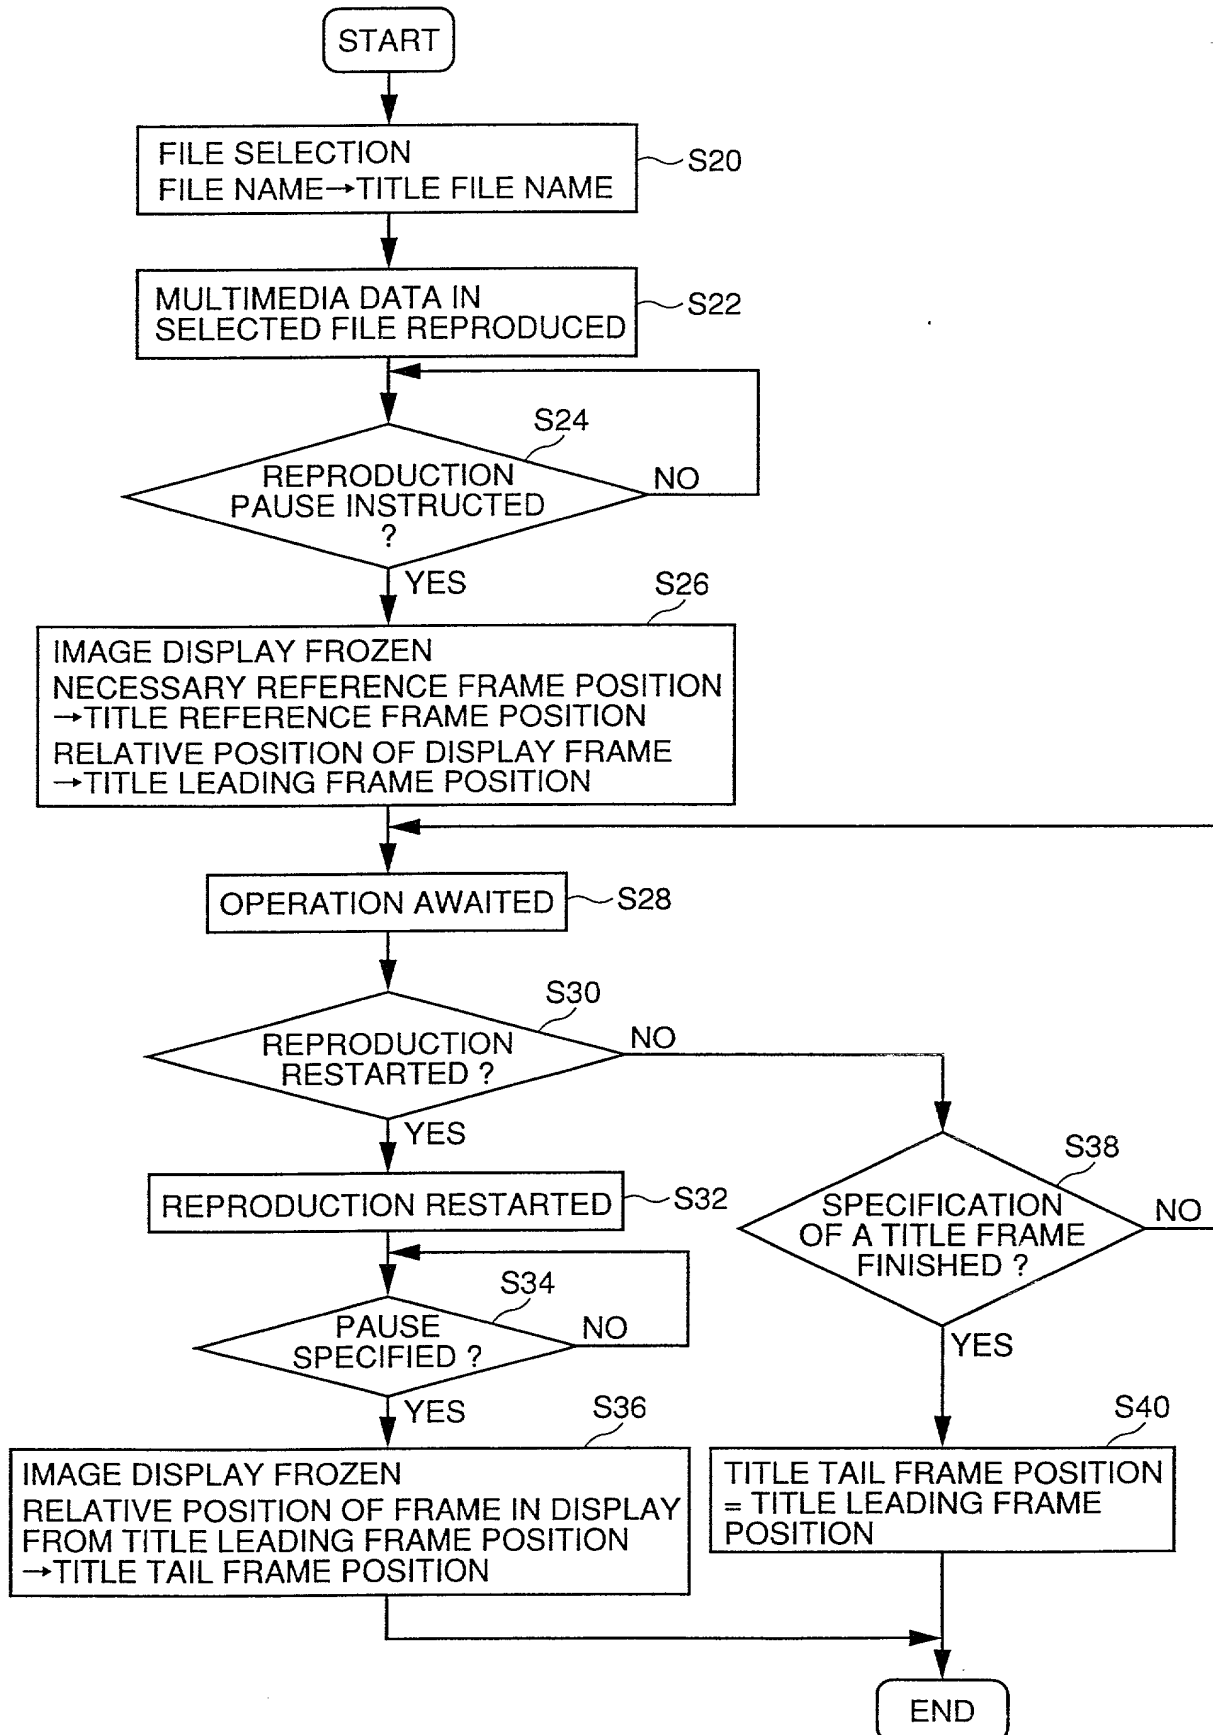 START
FILE SELECTION
FILE NAME→TITLE FILE NAME
S20
MULTIMEDIA DATA IN
SELECTED FILE REPRODUCED
S22
S24
REPRODUCTION
PAUSE INSTRUCTED
?
NO
YES
S26
IMAGE DISPLAY FROZEN
NECESSARY REFERENCE FRAME POSITION
→TITLE REFERENCE FRAME POSITION
RELATIVE POSITION OF DISPLAY FRAME
→TITLE LEADING FRAME POSITION
OPERATION AWAITED
S28
S30
REPRODUCTION
RESTARTED ?
NO
YES
REPRODUCTION RESTARTED
S32
S38
SPECIFICATION
OF A TITLE FRAME
FINISHED ?
NO
YES
S34
PAUSE
SPECIFIED ?
NO
YES
S36
IMAGE DISPLAY FROZEN
RELATIVE POSITION OF FRAME IN DISPLAY
FROM TITLE LEADING FRAME POSITION
→TITLE TAIL FRAME POSITION
S40
TITLE TAIL FRAME POSITION
= TITLE LEADING FRAME
POSITION
END